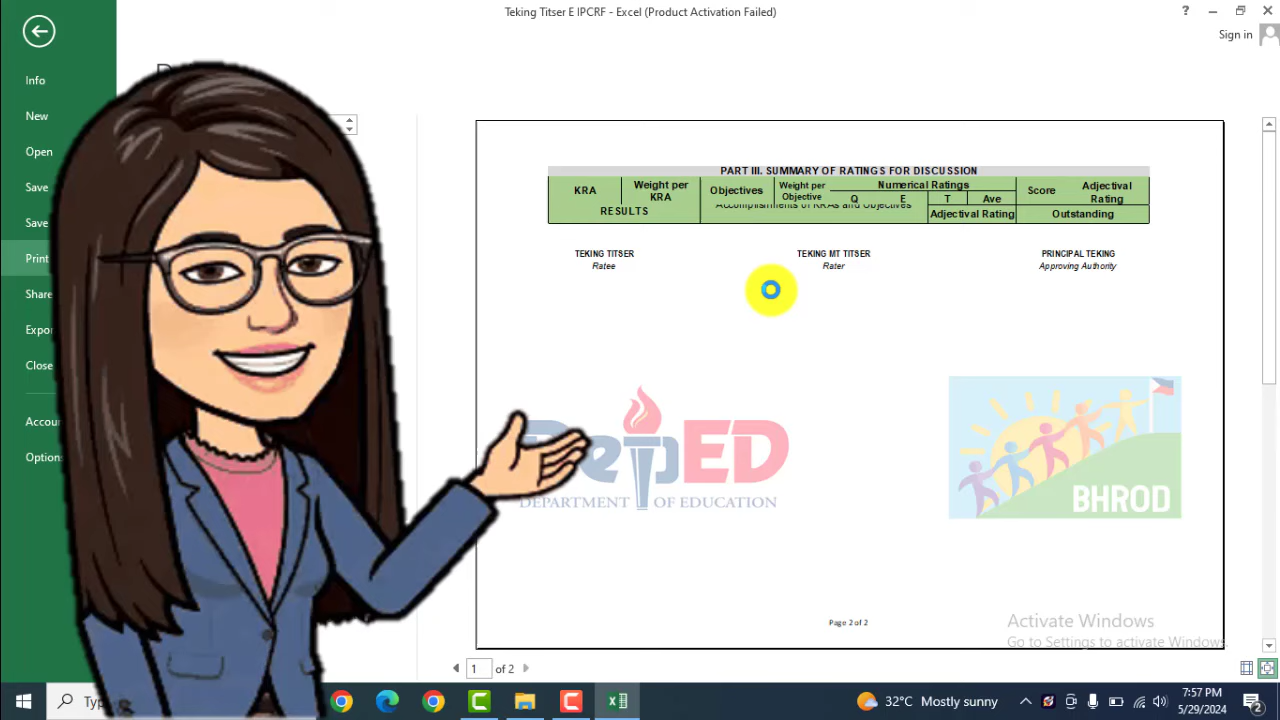 Teking Titser E IPCRF - Excel (Product Activation Failed)
?
Sign in
Info
New
Open
Save
Save
Print
Share
Close
PART III. SUMMARY OF RATINGS FOR DISCUSSION
KRA
Weight per KRA
Objectives
Weight per Objective
Numerical Ratings
Q E T Ave
Score
Adjectival Rating
RESULTS
Accomplishments of KRAs and Objectives
Adjectival Rating
Outstanding
TEKING TITSER
Ratee
TEKING MT TITSER
Rater
PRINCIPAL TEKING
Approving Authority
DepED
DEPARTMENT OF EDUCATION
BHROD
Page 2 of 2
Activate Windows
Go to Settings to activate Windows.
1 of 2
32°C Mostly sunny
7:57 PM
5/29/2024
2